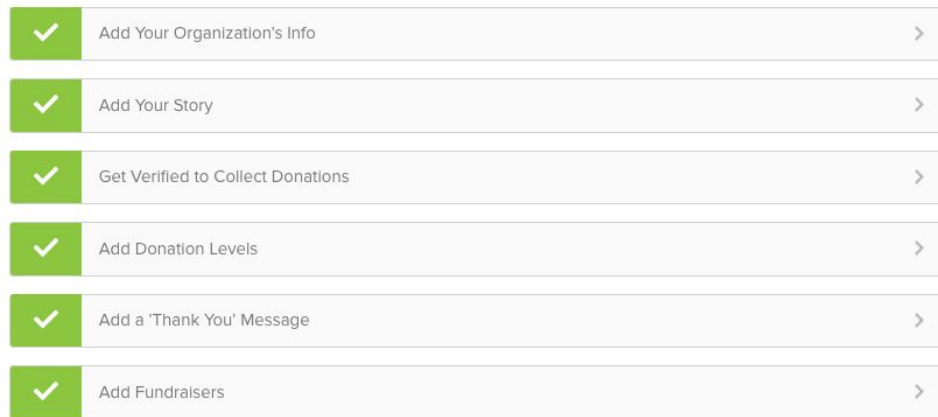 Add Your Organization's Info
Add Your Story
Get Verified to Collect Donations
Add Donation Levels
Add a 'Thank You' Message
Add Fundraisers